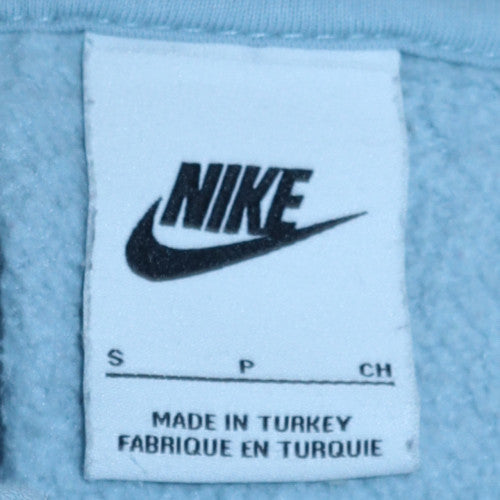 NIKE
S P CH
MADE IN TURKEY
FABRIQUE EN TURQUIE